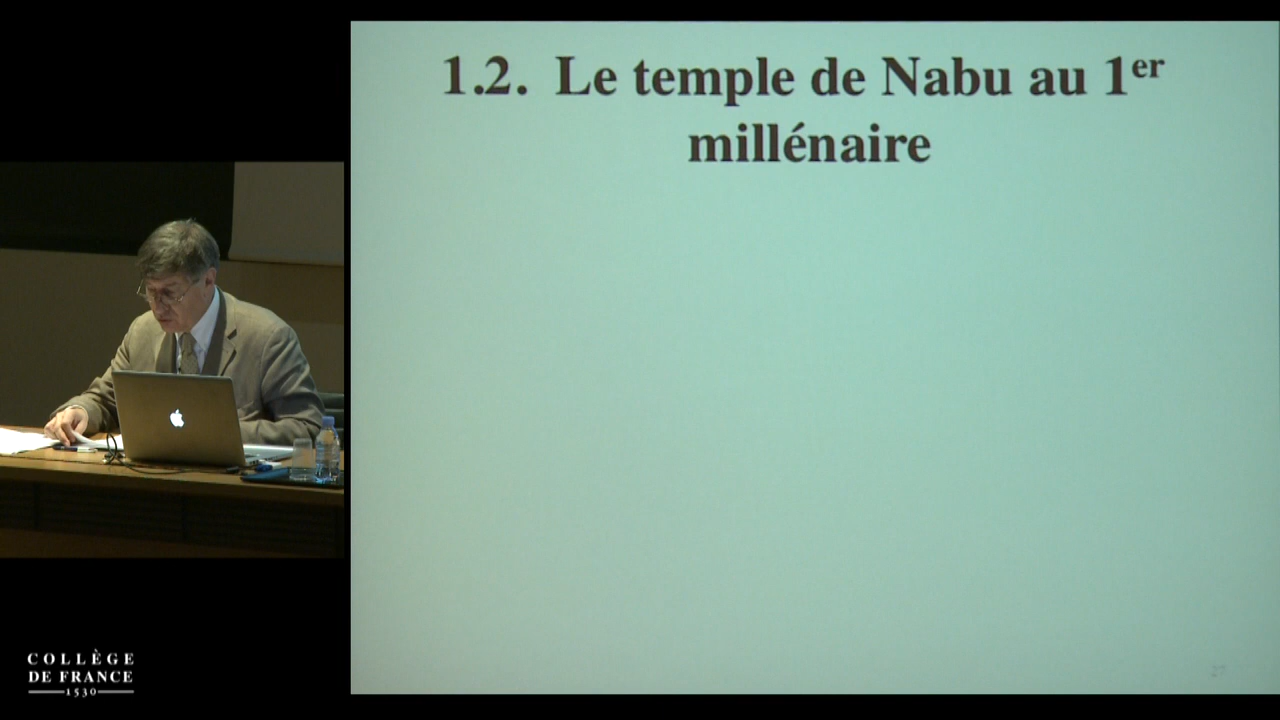 1.2. Le temple de Nabu au 1er
millénaire
COLLÈGE
DE FRANCE
1530